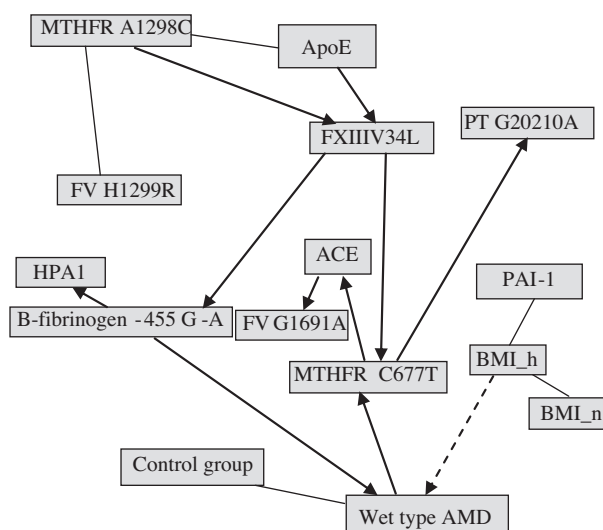 MTHFR A1298C
ApoE
FXIIIV34L
PT G20210A
FV H1299R
ACE
HPA1
PAI-1
B-fibrinogen -455 G -A
FV G1691A
MTHFR C677T
BMI_h
BMI_n
Control group
Wet type AMD